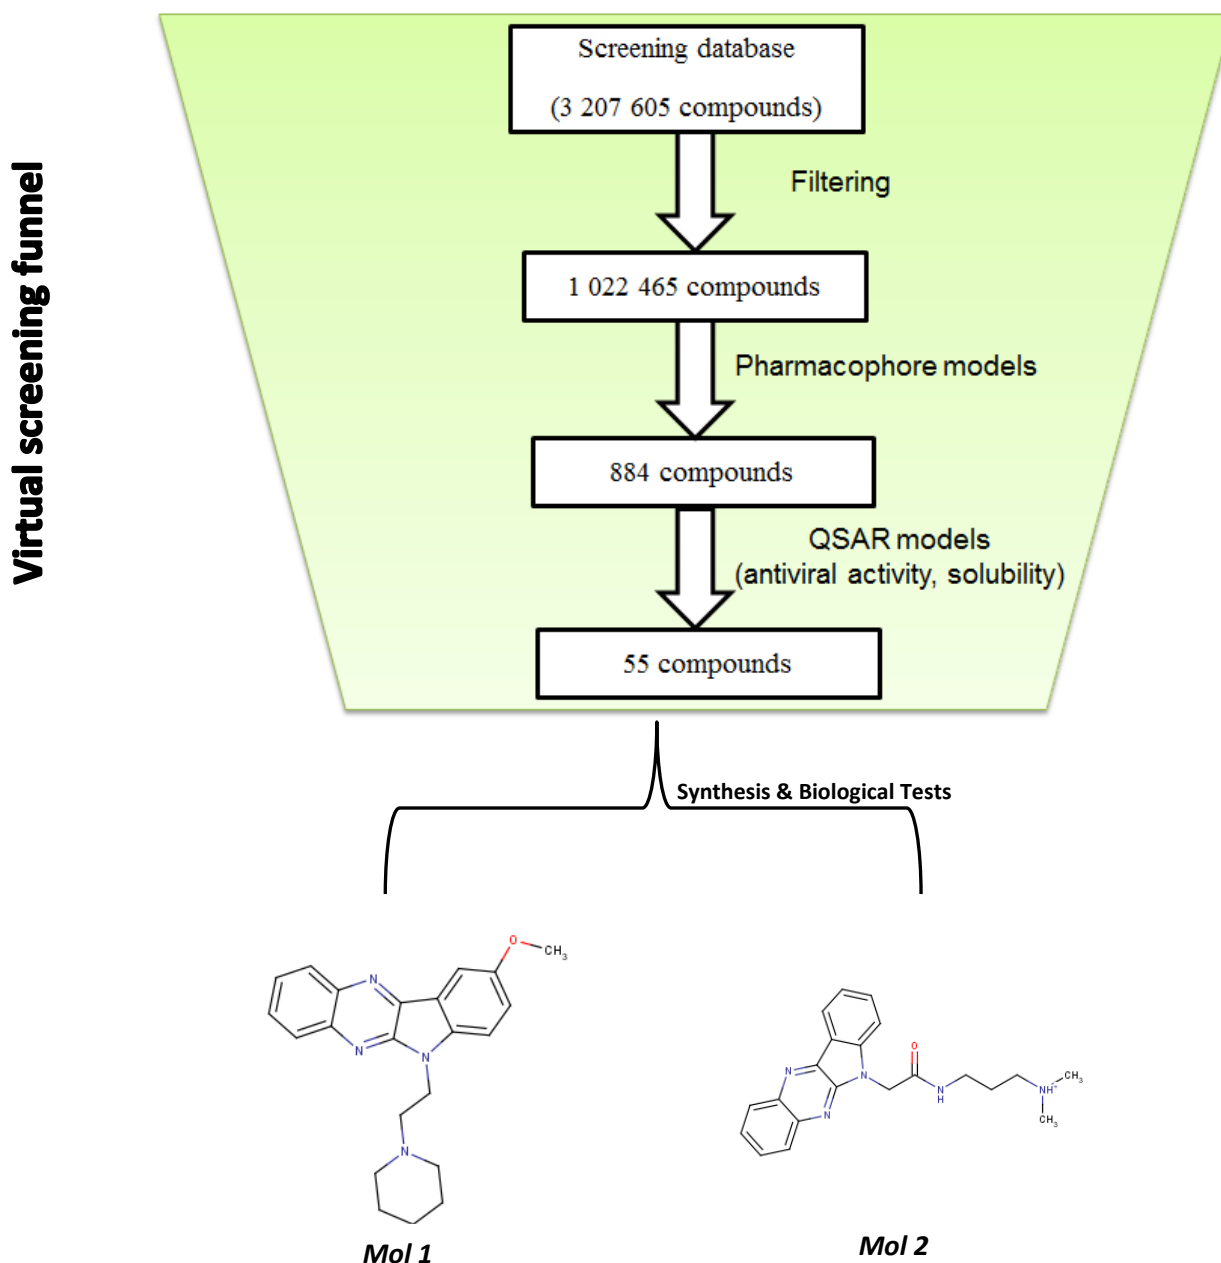 Virtual screening funnel
Screening database
(3 207 605 compounds)
Filtering
1 022 465 compounds
Pharmacophore models
884 compounds
QSAR models
(antiviral activity, solubility)
55 compounds
Synthesis & Biological Tests
O
CH3
N
N
N
N
Mol 1
N
N
N
O
N
H
NH+
CH3
CH3
Mol 2